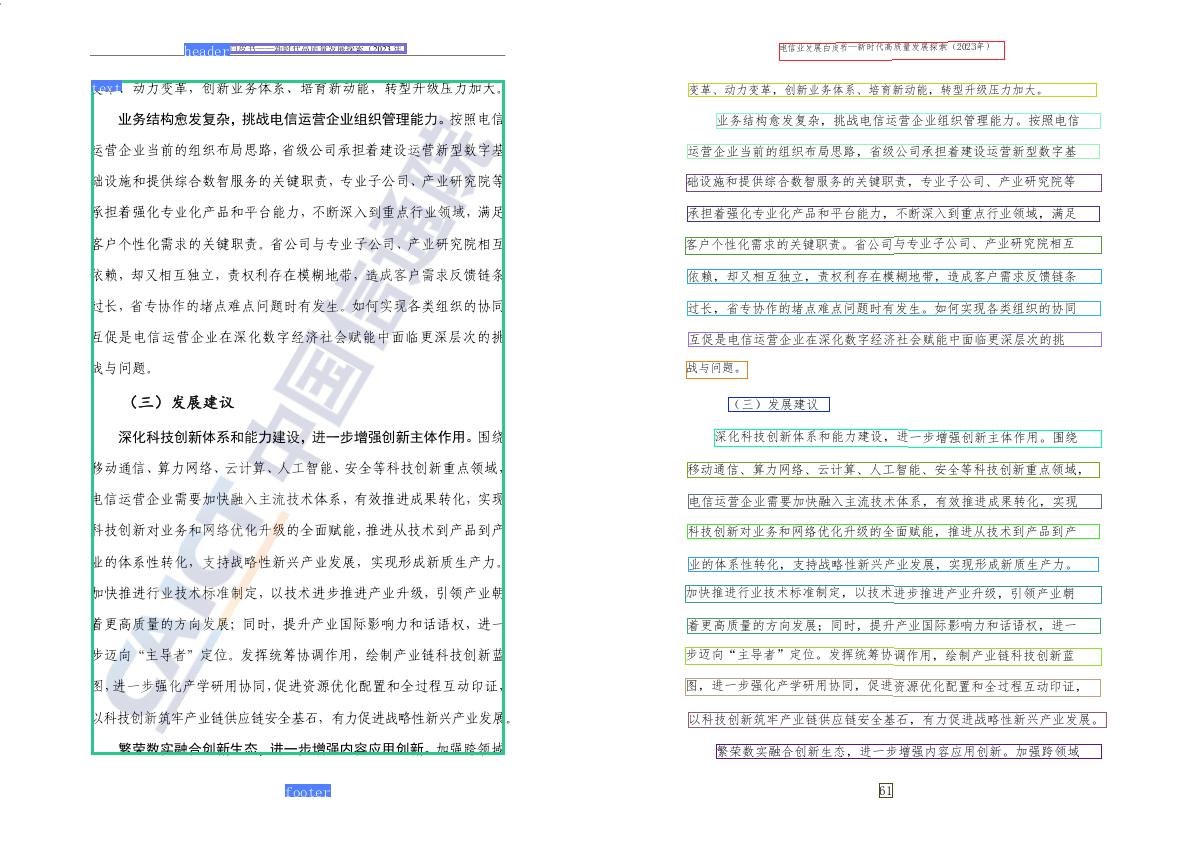 header
text
变革、动力变革，创新业务体系、培育新动能，转型升级压力加大。
业务结构愈发复杂，挑战电信运营企业组织管理能力。按照电信
运营企业当前的组织布局思路，省级公司承担着建设运营新型数字基
础设施和提供综合数智服务的关键职责，专业子公司、产业研究院等
承担着强化专业化产品和平台能力，不断深入到重点行业领域，满足
客户个性化需求的关键职责。省公司与专业子公司、产业研究院相互
依赖，却又相互独立，责权利存在模糊地带，造成客户需求反馈链条
过长，省专协作的堵点难点问题时有发生。如何实现各类组织的协同
互促是电信运营企业在深化数字经济社会赋能中面临更深层次的挑
战与问题。
（三）发展建议
深化科技创新体系和能力建设，进一步增强创新主体作用。围绕
移动通信、算力网络、云计算、人工智能、安全等科技创新重点领域，
电信运营企业需要加快融入主流技术体系，有效推进成果转化，实现
科技创新对业务和网络优化升级的全面赋能，推进从技术到产品到产
业的体系性转化，支持战略性新兴产业发展，实现形成新质生产力。
加快推进行业技术标准制定，以技术进步推进产业升级，引领产业朝
着更高质量的方向发展；同时，提升产业国际影响力和话语权，进一
步迈向“主导者”定位。发挥统筹协调作用，绘制产业链科技创新蓝
图，进一步强化产学研用协同，促进资源优化配置和全过程互动印证，
以科技创新筑牢产业链供应链安全基石，有力促进战略性新兴产业发展。
繁荣数实融合创新生态，进一步增强内容应用创新。加强跨领域
CAICT 中国信通院
footer
电信业发展白皮书—新时代高质量发展探索（2023年）
变革、动力变革，创新业务体系、培育新动能，转型升级压力加大。
业务结构愈发复杂，挑战电信运营企业组织管理能力。按照电信
运营企业当前的组织布局思路，省级公司承担着建设运营新型数字基
础设施和提供综合数智服务的关键职责，专业子公司、产业研究院等
承担着强化专业化产品和平台能力，不断深入到重点行业领域，满足
客户个性化需求的关键职责。省公司与专业子公司、产业研究院相互
依赖，却又相互独立，责权利存在模糊地带，造成客户需求反馈链条
过长，省专协作的堵点难点问题时有发生。如何实现各类组织的协同
互促是电信运营企业在深化数字经济社会赋能中面临更深层次的挑
战与问题。
（三）发展建议
深化科技创新体系和能力建设，进一步增强创新主体作用。围绕
移动通信、算力网络、云计算、人工智能、安全等科技创新重点领域，
电信运营企业需要加快融入主流技术体系，有效推进成果转化，实现
科技创新对业务和网络优化升级的全面赋能，推进从技术到产品到产
业的体系性转化，支持战略性新兴产业发展，实现形成新质生产力。
加快推进行业技术标准制定，以技术进步推进产业升级，引领产业朝
着更高质量的方向发展；同时，提升产业国际影响力和话语权，进一
步迈向“主导者”定位。发挥统筹协调作用，绘制产业链科技创新蓝
图，进一步强化产学研用协同，促进资源优化配置和全过程互动印证，
以科技创新筑牢产业链供应链安全基石，有力促进战略性新兴产业发展。
繁荣数实融合创新生态，进一步增强内容应用创新。加强跨领域
61